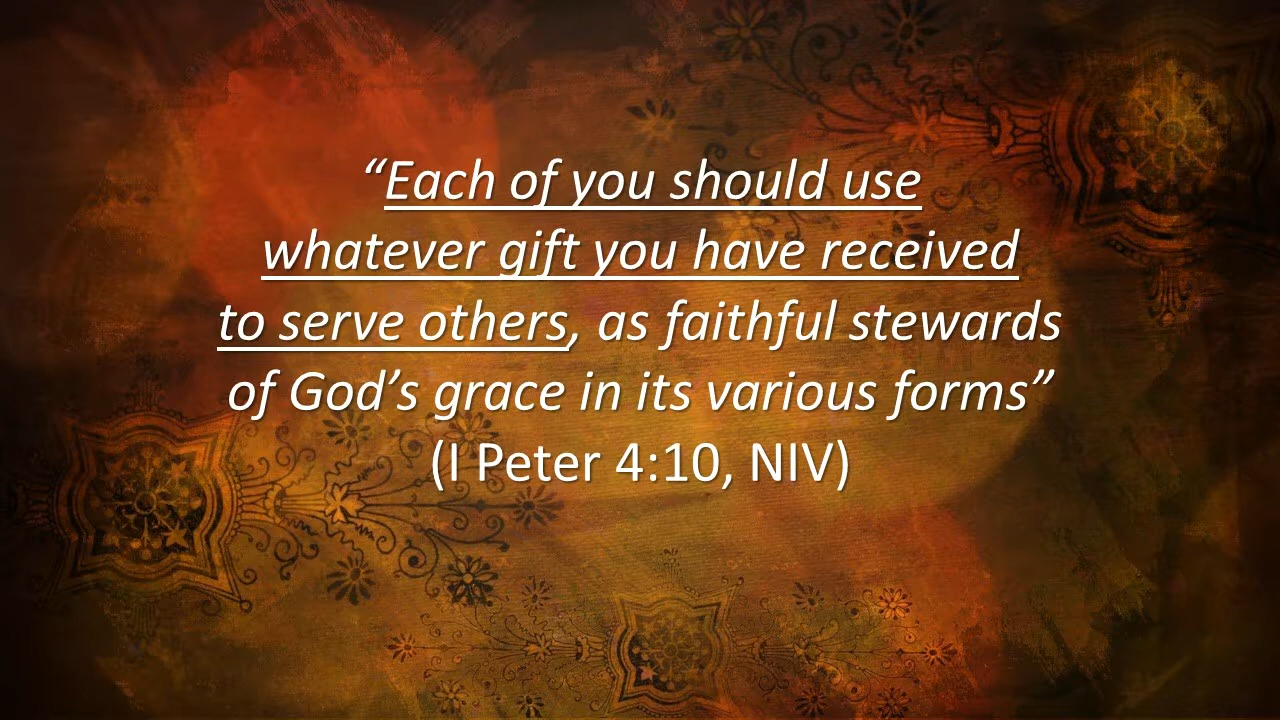 “Each of you should use
whatever gift you have received
to serve others, as faithful stewards
of God’s grace in its various forms”
(I Peter 4:10, NIV)